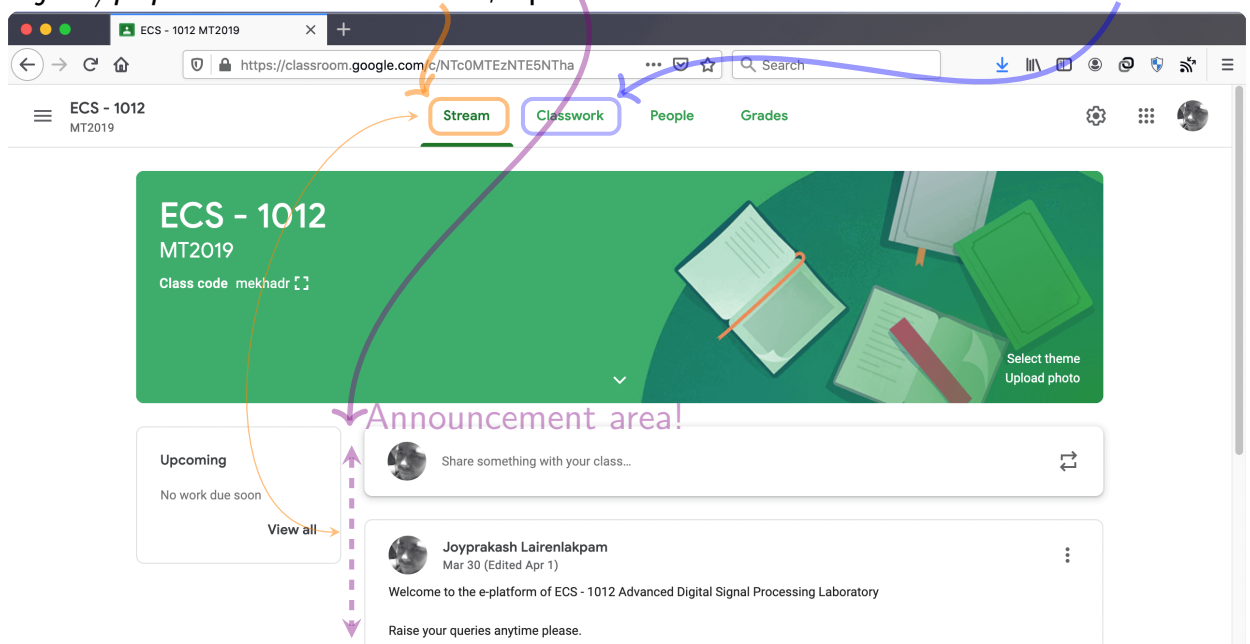 ECS - 1012 MT2019
https://classroom.google.com/c/NTc0MTEzNTE5NTha
Search
ECS - 1012
MT2019
Stream
Classwork
People
Grades
ECS - 1012
MT2019
Class code mekhadr
Select theme
Upload photo
Announcement area!
Upcoming
No work due soon
View all
Share something with your class…
Joyprakash Lairenlakpam
Mar 30 (Edited Apr 1)
Welcome to the e-platform of ECS - 1012 Advanced Digital Signal Processing Laboratory
Raise your queries anytime please.